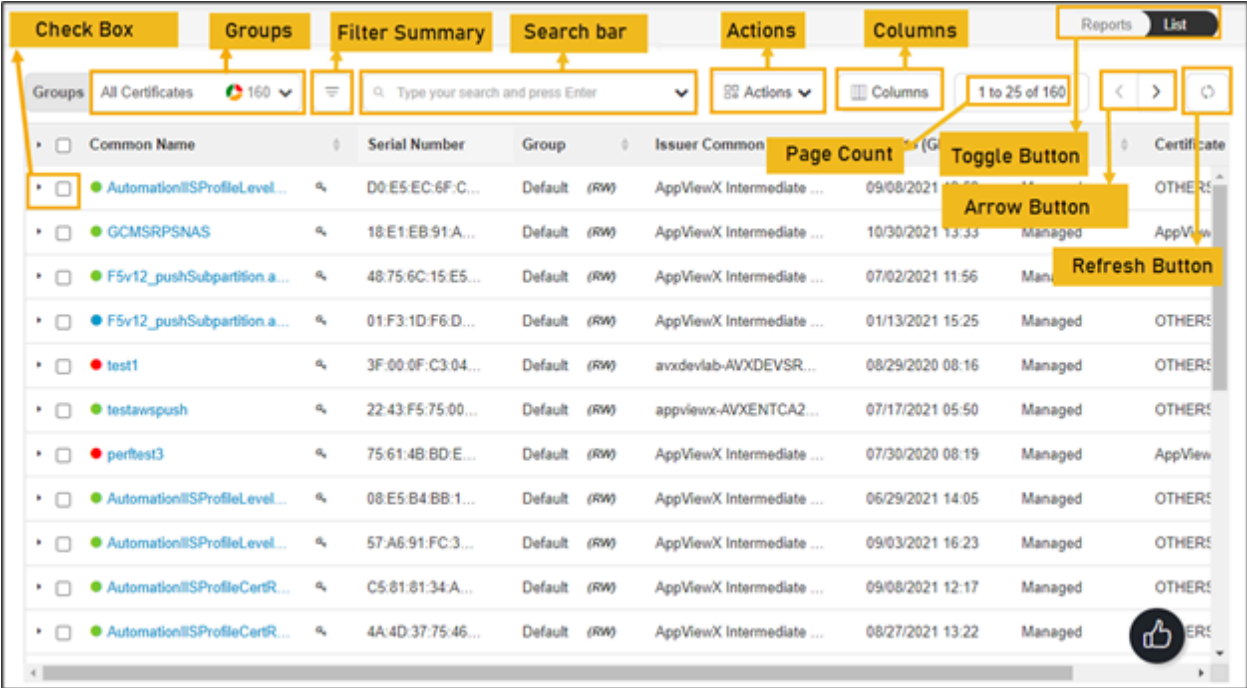 Check Box Groups Filter Summary Search bar Actions Columns Reports List
Groups All Certificates 160 Type your search and press Enter Actions Columns 1 to 25 of 160
Common Name Serial Number Group Issuer Common Page Count (G Toggle Button Certificate
AutomationIISProfileLevel... D0:E5:EC:6F:C... Default (RW) AppViewX Intermediate ... 09/08/2021 OTHERS
Arrow Button
GCMSRPSNAS 18:E1:EB:91:A... Default (RW) AppViewX Intermediate ... 10/30/2021 13:33 Managed AppView
Refresh Button
F5v12_pushSubpartition.a... 48:75:6C:15:E5... Default (RW) AppViewX Intermediate ... 07/02/2021 11:56 Man
F5v12_pushSubpartition.a... 01:F3:1D:F6:D... Default (RW) AppViewX Intermediate ... 01/13/2021 15:25 Managed OTHERS
test1 3F:00:0F:C3:04... Default (RW) avxdevlab-AVXDEVSR... 08/29/2020 08:16 Managed OTHERS
testawspush 22:43:F5:75:00... Default (RW) appviewx-AVXENTCA2... 07/17/2021 05:50 Managed OTHERS
perftest3 75:61:4B:BD:E... Default (RW) AppViewX Intermediate ... 07/30/2020 08:19 Managed AppView
AutomationIISProfileLevel... 08:E5:B4:BB:1... Default (RW) AppViewX Intermediate ... 06/29/2021 14:05 Managed OTHERS
AutomationIISProfileLevel... 57:A6:91:FC:3... Default (RW) AppViewX Intermediate ... 09/03/2021 16:23 Managed OTHERS
AutomationIISProfileCertR... C5:81:81:34:A... Default (RW) AppViewX Intermediate ... 09/08/2021 12:17 Managed OTHERS
AutomationIISProfileCertR... 4A:4D:37:75:46... Default (RW) AppViewX Intermediate ... 08/27/2021 13:22 Managed ERS